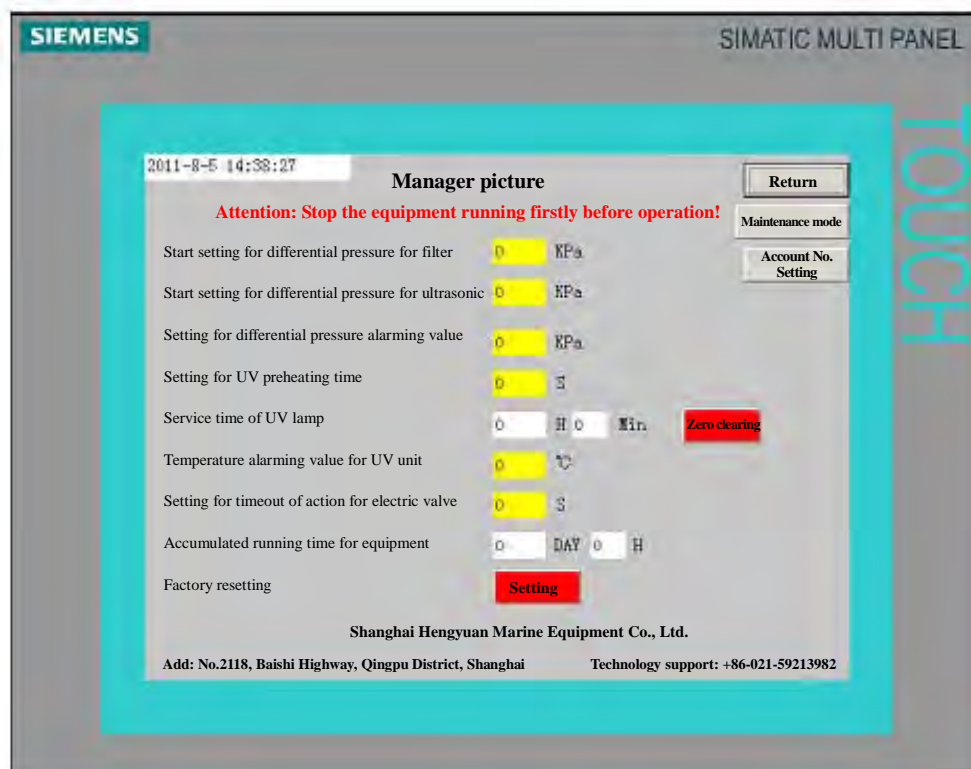 SIEMENS
SIMATIC MULTI PANEL
TOUCH
2011-8-5 14:38:27
Manager picture
Return
Attention: Stop the equipment running firstly before operation!
Maintenance mode
Start setting for differential pressure for filter 0 KPa
Account No.
Setting
Start setting for differential pressure for ultrasonic 0 KPa
Setting for differential pressure alarming value 0 KPa
Setting for UV preheating time 0 S
Service time of UV lamp 0 H 0 Min Zero clearing
Temperature alarming value for UV unit 0 ℃
Setting for timeout of action for electric valve 0 S
Accumulated running time for equipment 0 DAY 0 H
Factory resetting Setting
Shanghai Hengyuan Marine Equipment Co., Ltd.
Add: No.2118, Baishi Highway, Qingpu District, Shanghai Technology support: +86-021-59213982